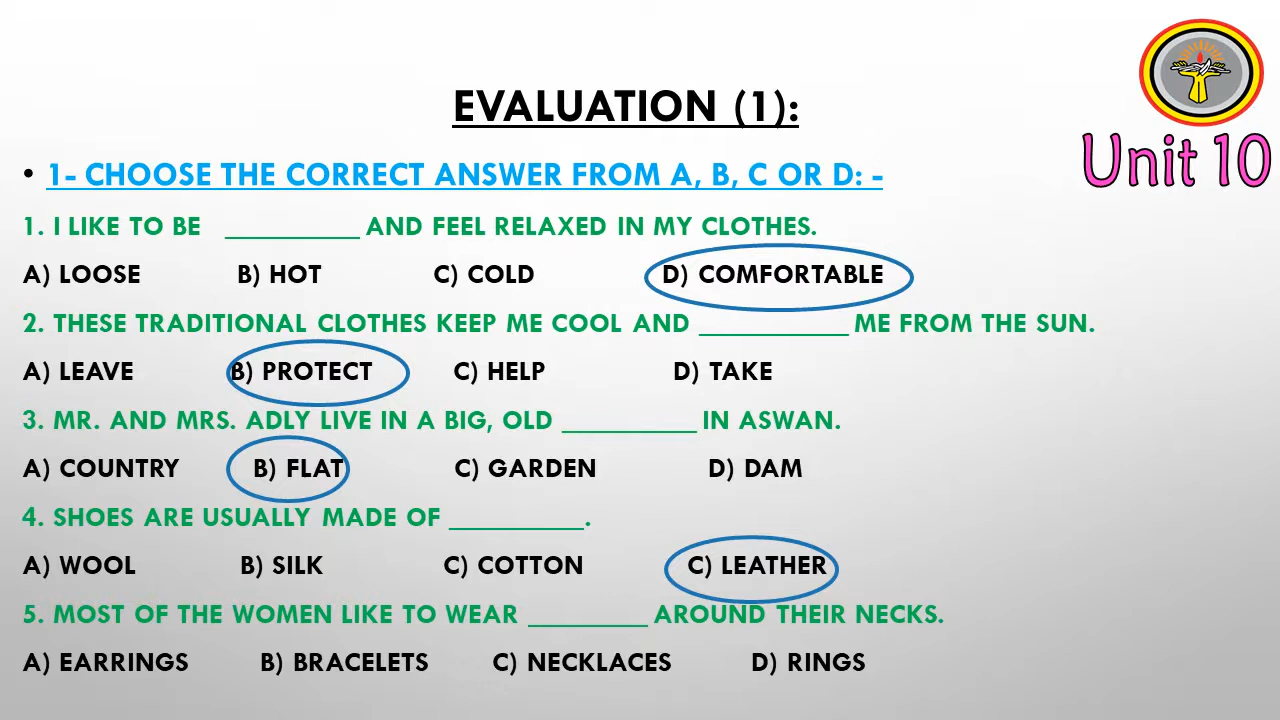 EVALUATION (1):
Unit 10
• 1- CHOOSE THE CORRECT ANSWER FROM A, B, C OR D: -
1. I LIKE TO BE __________ AND FEEL RELAXED IN MY CLOTHES.
A) LOOSE B) HOT C) COLD D) COMFORTABLE
2. THESE TRADITIONAL CLOTHES KEEP ME COOL AND ___________ ME FROM THE SUN.
A) LEAVE B) PROTECT C) HELP D) TAKE
3. MR. AND MRS. ADLY LIVE IN A BIG, OLD __________ IN ASWAN.
A) COUNTRY B) FLAT C) GARDEN D) DAM
4. SHOES ARE USUALLY MADE OF __________.
A) WOOL B) SILK C) COTTON C) LEATHER
5. MOST OF THE WOMEN LIKE TO WEAR _________ AROUND THEIR NECKS.
A) EARRINGS B) BRACELETS C) NECKLACES D) RINGS